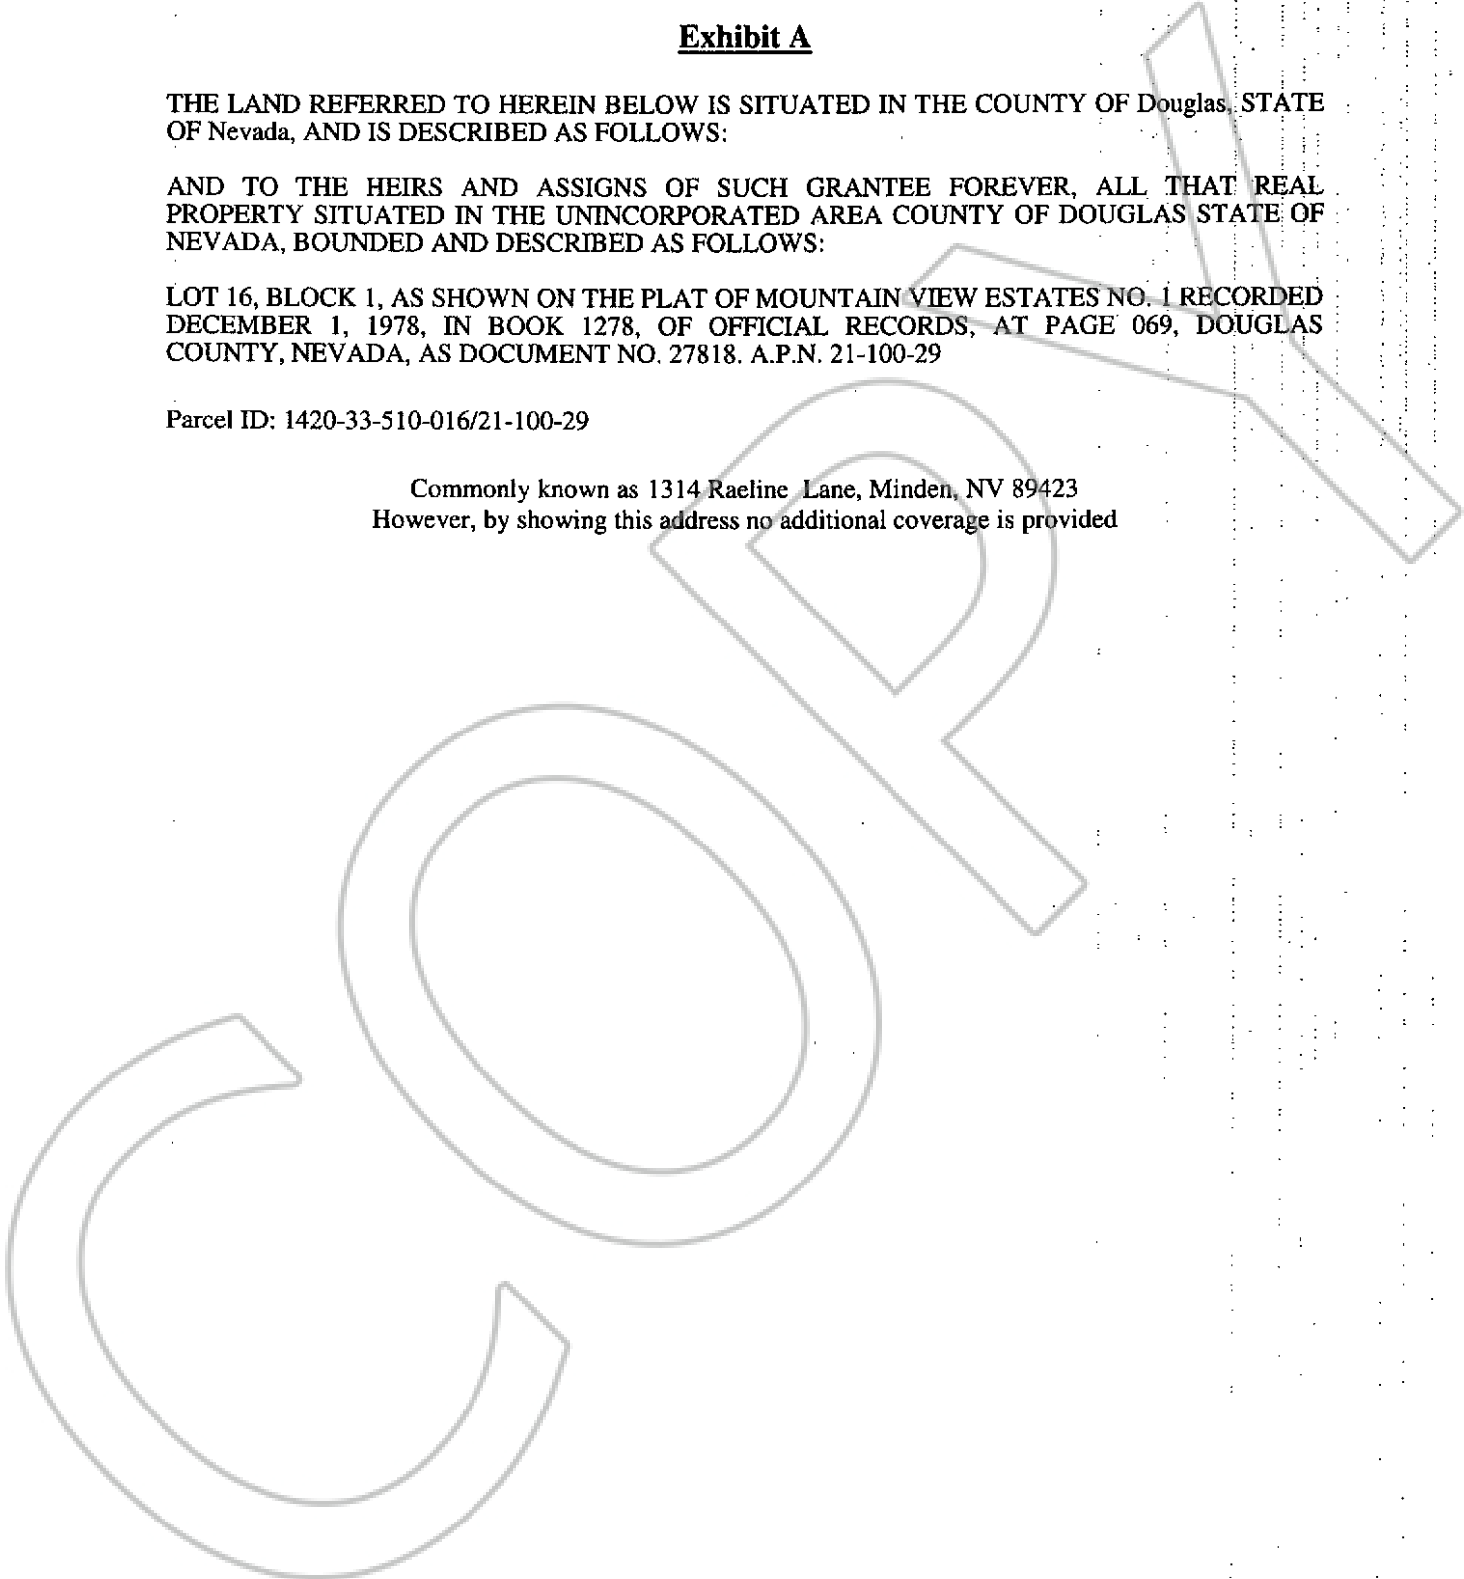 Exhibit A
THE LAND REFERRED TO HEREIN BELOW IS SITUATED IN THE COUNTY OF Douglas, STATE
OF Nevada, AND IS DESCRIBED AS FOLLOWS:
AND TO THE HEIRS AND ASSIGNS OF SUCH GRANTEE FOREVER, ALL THAT REAL
PROPERTY SITUATED IN THE UNINCORPORATED AREA COUNTY OF DOUGLAS STATE OF
NEVADA, BOUNDED AND DESCRIBED AS FOLLOWS:
LOT 16, BLOCK 1, AS SHOWN ON THE PLAT OF MOUNTAIN VIEW ESTATES NO. 1 RECORDED
DECEMBER 1, 1978, IN BOOK 1278, OF OFFICIAL RECORDS, AT PAGE 069, DOUGLAS
COUNTY, NEVADA, AS DOCUMENT NO. 27818. A.P.N. 21-100-29
Parcel ID: 1420-33-510-016/21-100-29
Commonly known as 1314 Raeline Lane, Minden, NV 89423
However, by showing this address no additional coverage is provided
COPY